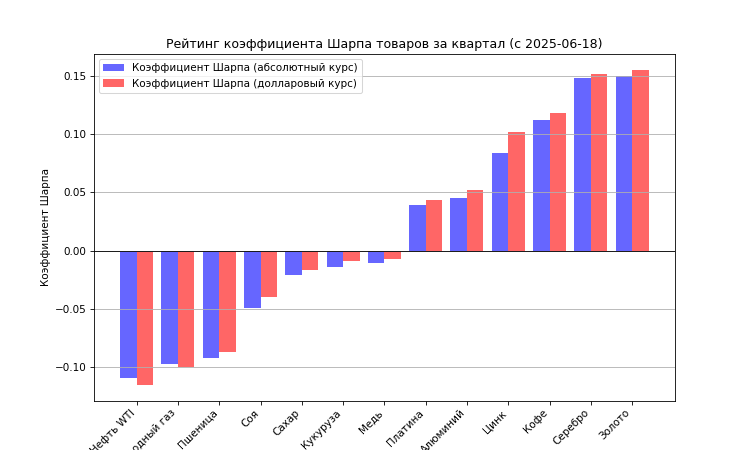 Рейтинг коэффициента Шарпа товаров за квартал (с 2025-06-18)
Коэффициент Шарпа (абсолютный курс)
Коэффициент Шарпа (долларовый курс)
Коэффициент Шарпа
0.15
0.10
0.05
0.00
−0.05
−0.10
Нефть WTI
одный газ
Пшеница
Соя
Сахар
Кукуруза
Медь
Платина
Алюминий
Цинк
Кофе
Серебро
Золото